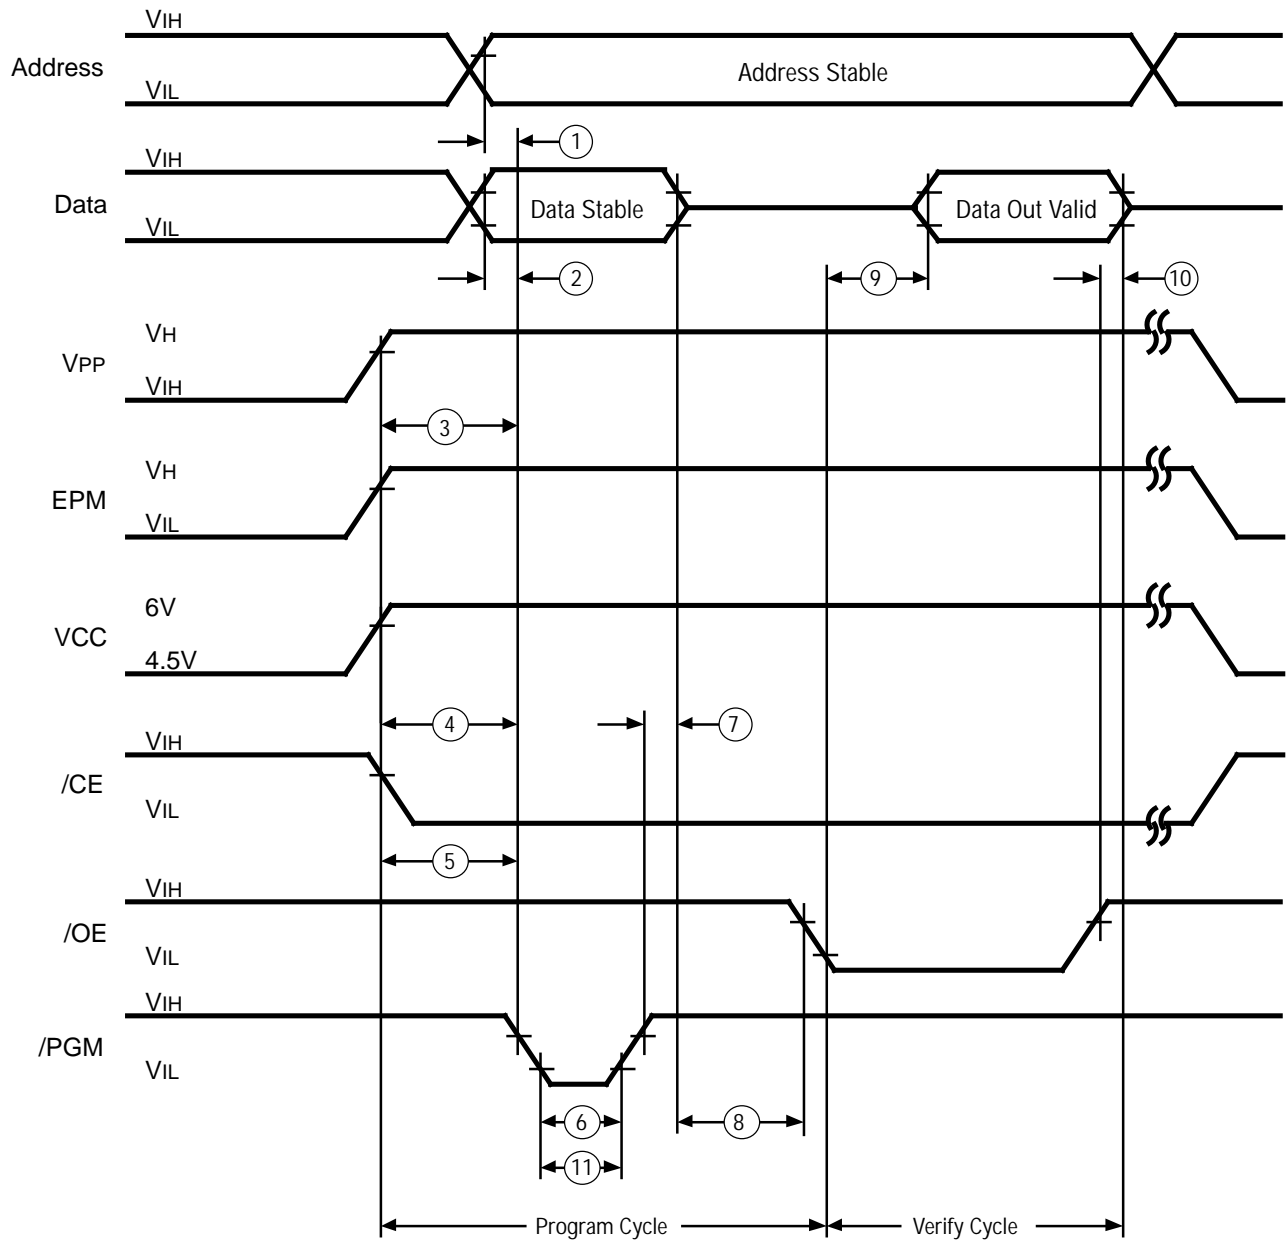 VIH
Address
Address Stable
VIL
1
VIH
Data
Data Stable
Data Out Valid
VIL
2
9
10
VH
VPP
VIH
3
VH
EPM
VIL
6V
VCC
4.5V
4
7
VIH
/CE
VIL
5
VIH
/OE
VIL
VIH
/PGM
VIL
6
8
11
Program Cycle
Verify Cycle